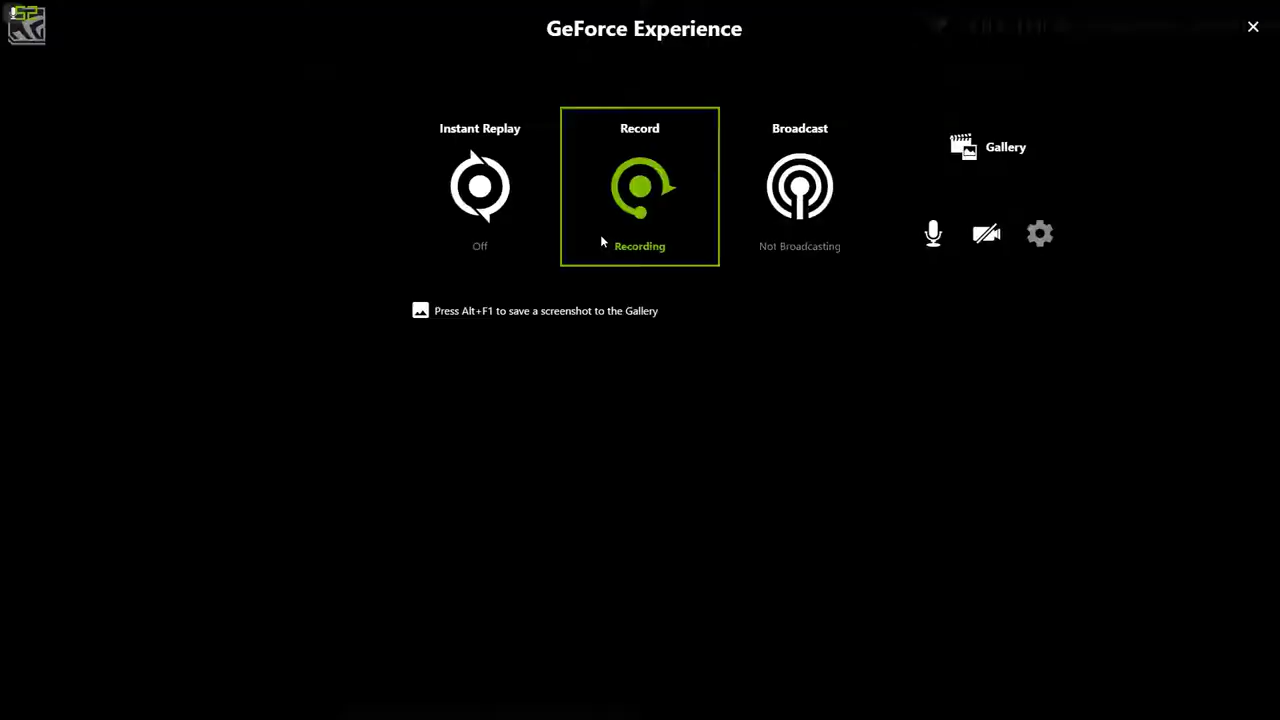 52
GeForce Experience
Instant Replay
Record
Broadcast
Gallery
Off
Recording
Not Broadcasting
Press Alt+F1 to save a screenshot to the Gallery